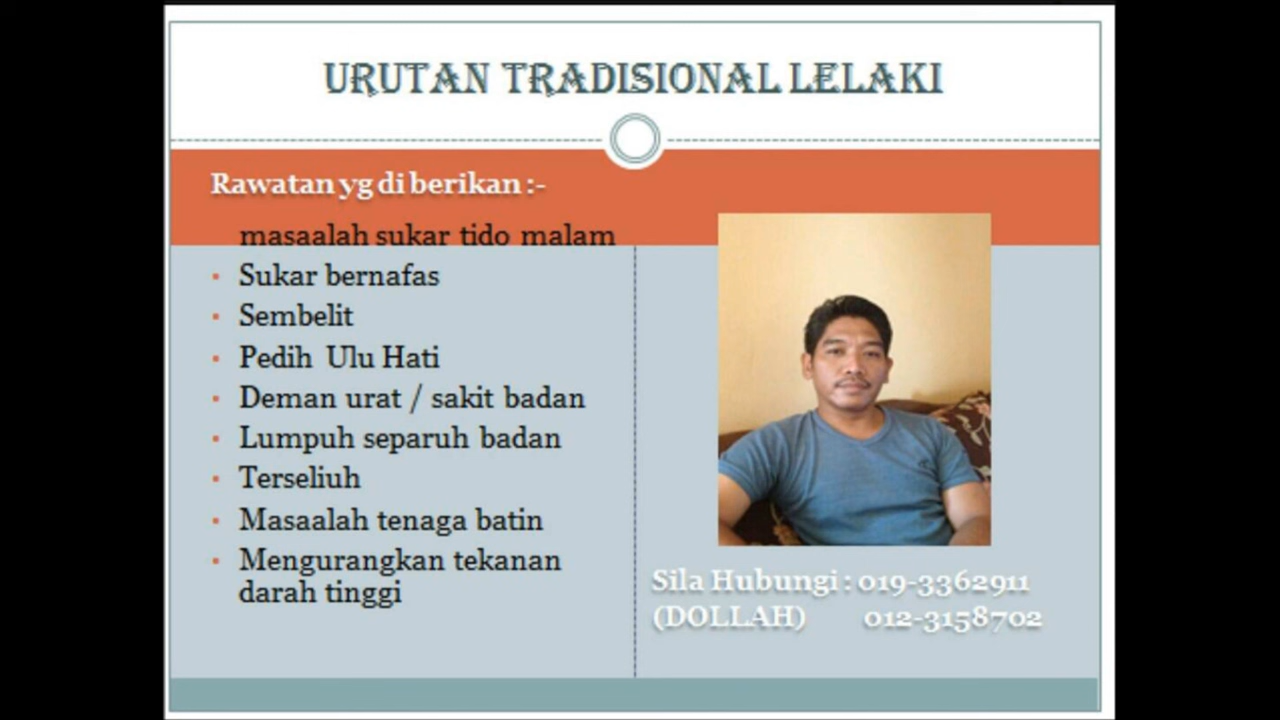 URUTAN TRADISIONAL LELAKI
Rawatan yg di berikan :-
masaalah sukar tido malam
Sukar bernafas
Sembelit
Pedih Ulu Hati
Deman urat / sakit badan
Lumpuh separuh badan
Terseliuh
Masaalah tenaga batin
Mengurangkan tekanan
darah tinggi
Sila Hubungi : 019-3362911
(DOLLAH) 012-3158702